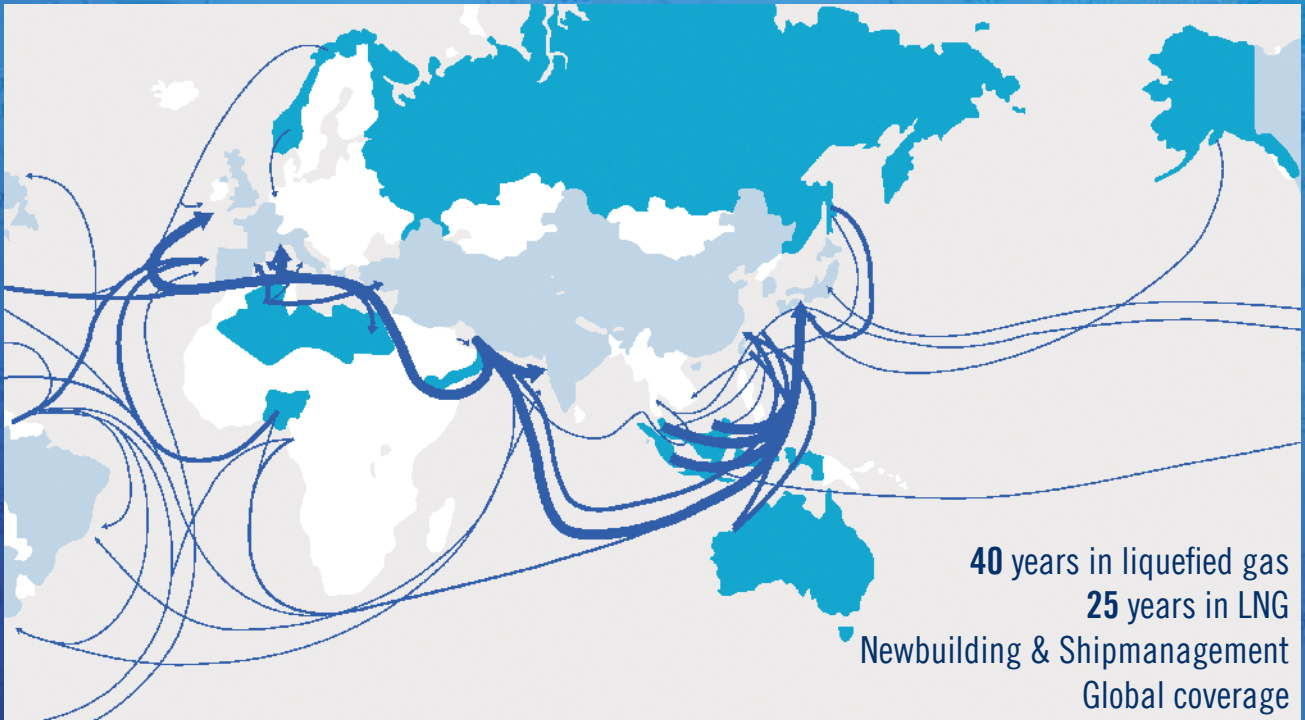 40 years in liquefied gas
25 years in LNG
Newbuilding & Shipmanagement
Global coverage